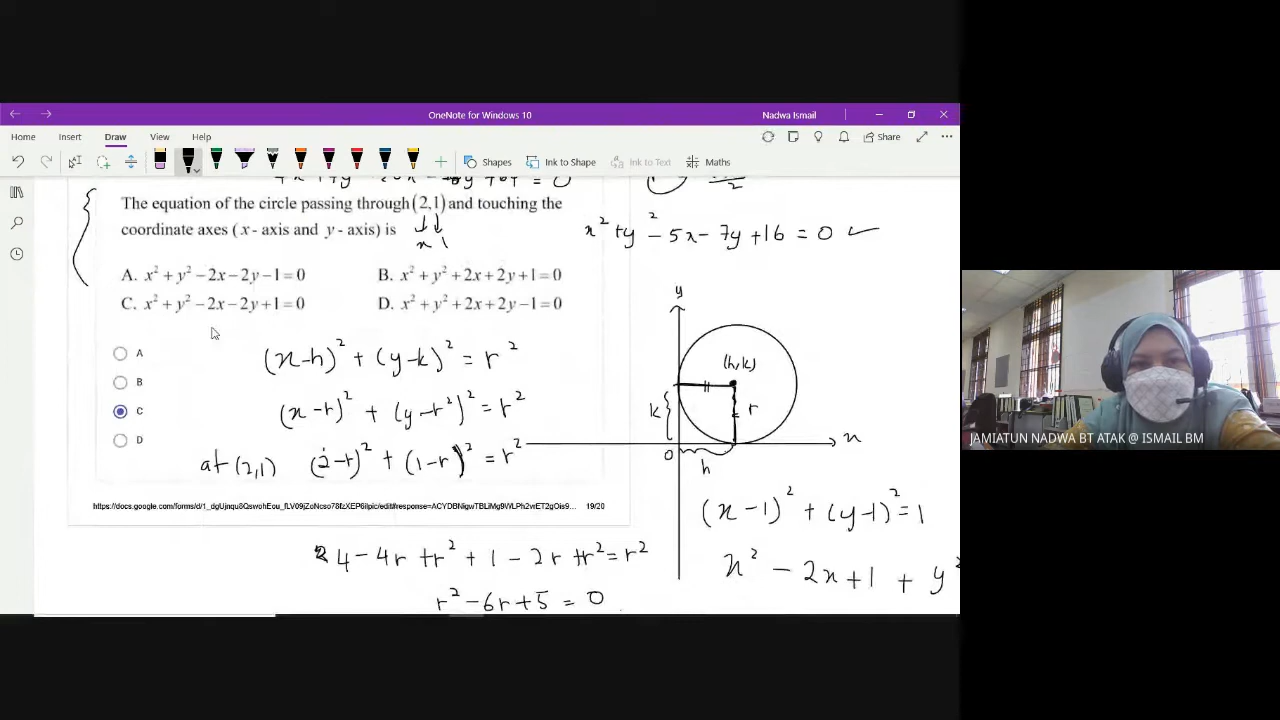 OneNote for Windows 10
Nadwa Ismail
Home Insert Draw View Help
Share
Shapes Ink to Shape Ink to Text Maths
The equation of the circle passing through (2,1) and touching the
coordinate axes (x - axis and y - axis) is
x
A. x² + y² − 2x − 2y − 1 = 0 B. x² + y² + 2x + 2y + 1 = 0
C. x² + y² − 2x − 2y + 1 = 0 D. x² + y² + 2x + 2y − 1 = 0
A
B
C
D
(x−h)² + (y−k)² = r²
(x−r)² + (y−r²)² = r²
at (2,1) (2−r)² + (1−r)² = r²
19/20
4 − 4r + r² + 1 − 2r + r² = r²
r² − 6r + 5 = 0
x² + y² − 5x − 7y + 16 = 0 ✓
y
(h,k)
k
r
x
0
h
(x − 1)² + (y−1)² = 1
x² − 2x + 1 + y²
JAMIATUN NADWA BT ATAK @ ISMAIL BM